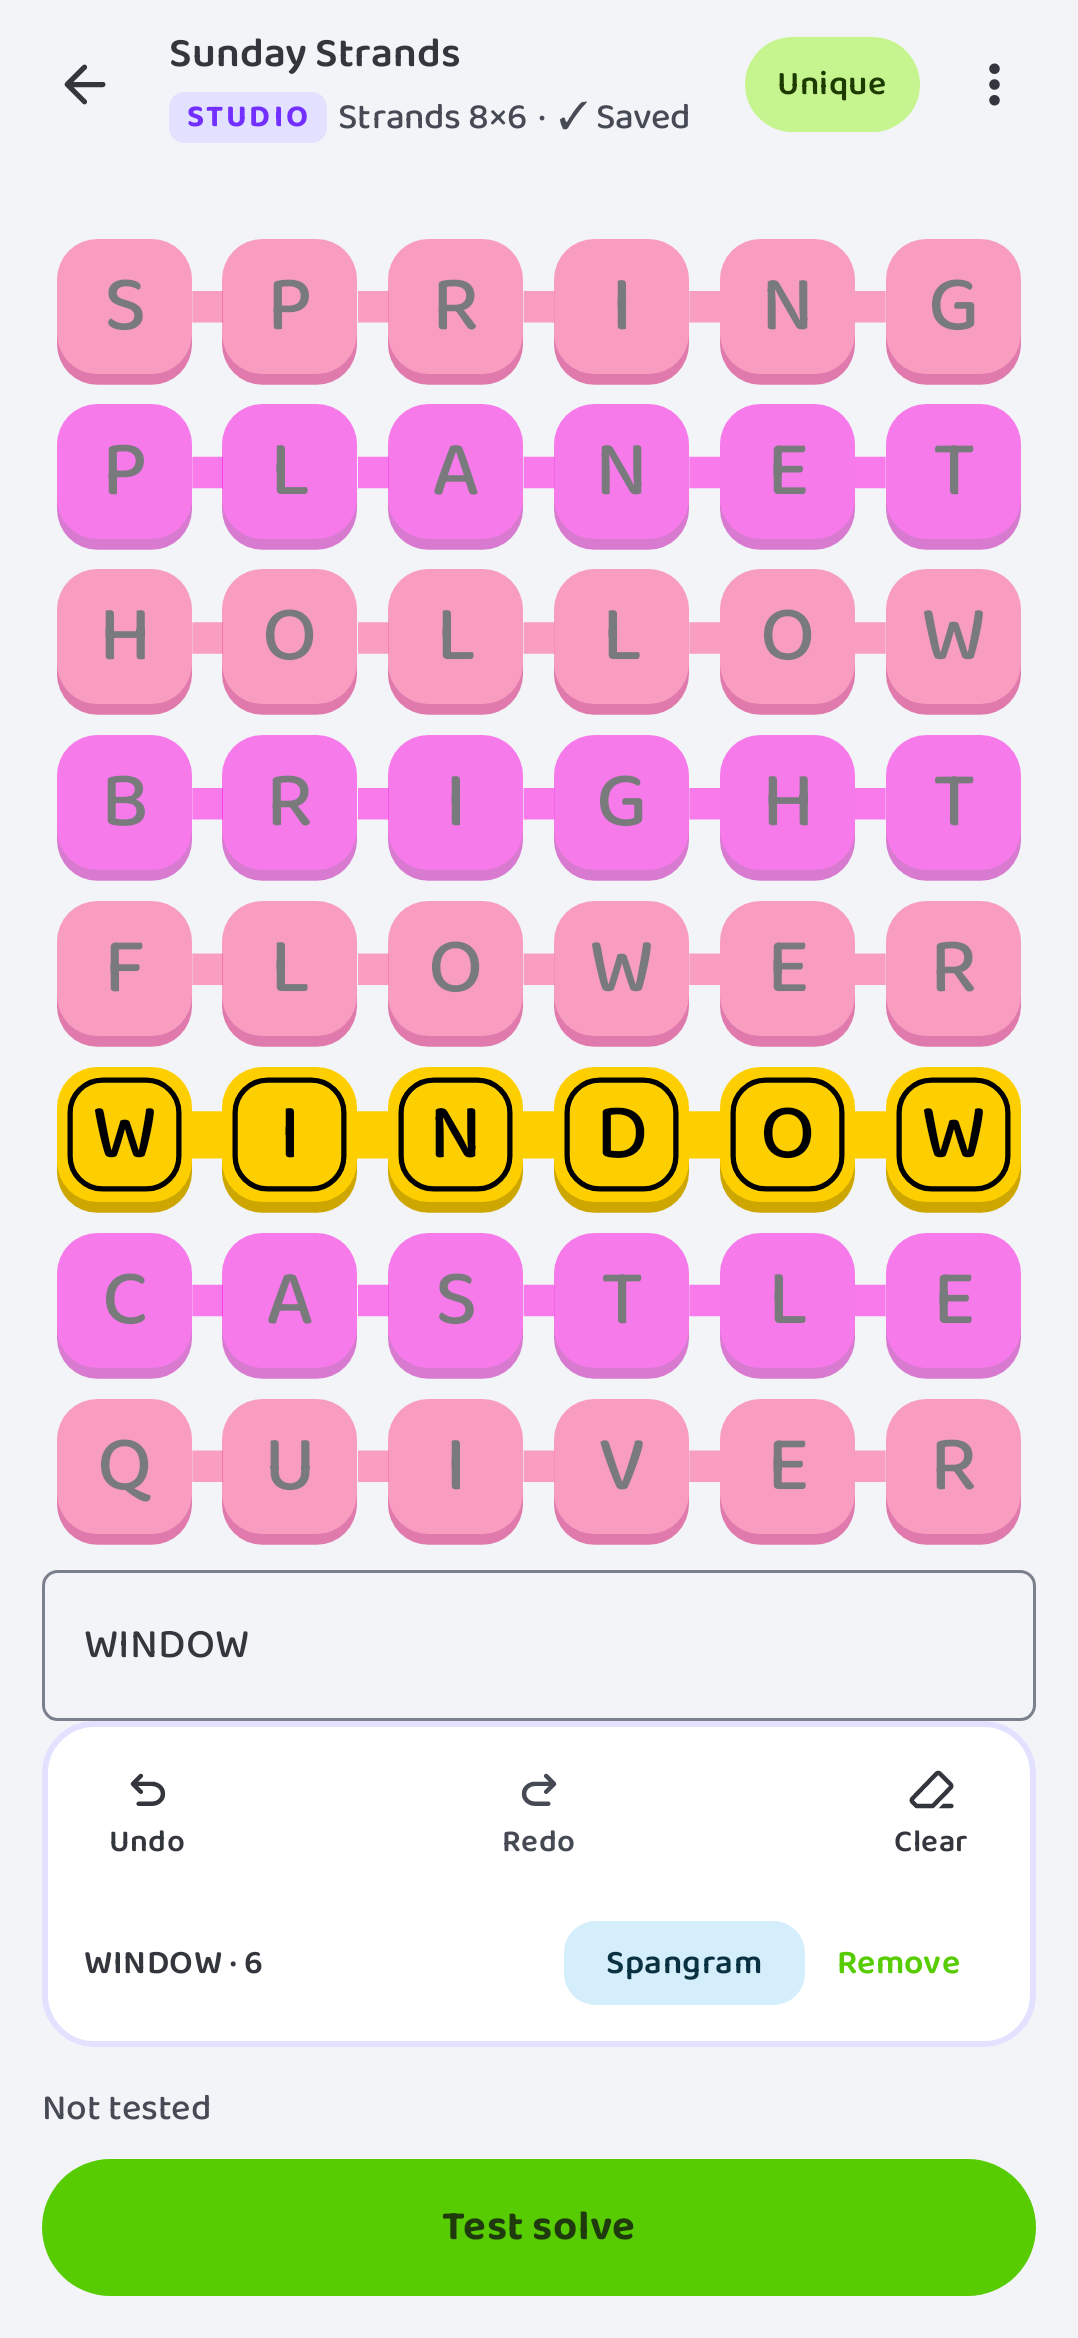 Sunday Strands
STUDIO Strands 8×6 · ✓ Saved
Unique
S P R I N G
P L A N E T
H O L L O W
B R I G H T
F L O W E R
W I N D O W
C A S T L E
Q U I V E R
WINDOW
Undo Redo Clear
WINDOW · 6 Spangram Remove
Not tested
Test solve